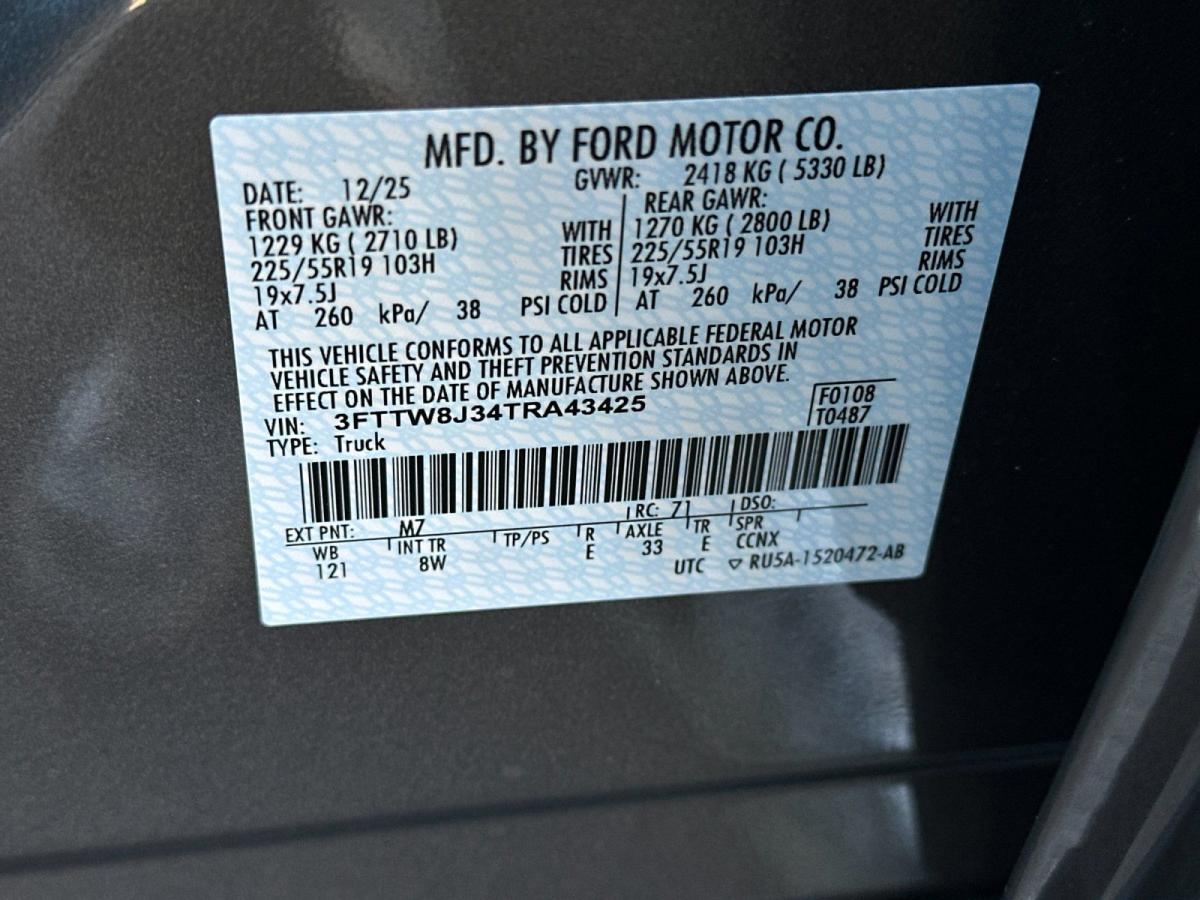 MFD. BY FORD MOTOR CO.
DATE: 12/25 GVWR: 2418 KG ( 5330 LB)
FRONT GAWR: REAR GAWR:
1229 KG ( 2710 LB) WITH 1270 KG ( 2800 LB) WITH
225/55R19 103H TIRES 225/55R19 103H TIRES
19x7.5J RIMS 19x7.5J RIMS
AT 260 kPa/ 38 PSI COLD AT 260 kPa/ 38 PSI COLD
THIS VEHICLE CONFORMS TO ALL APPLICABLE FEDERAL MOTOR
VEHICLE SAFETY AND THEFT PREVENTION STANDARDS IN
EFFECT ON THE DATE OF MANUFACTURE SHOWN ABOVE.
VIN: 3FTTW8J34TRA43425 F0108
TYPE: Truck T0487
EXT PNT: M7 RC: 71 DSO:
WB INT TR TP/PS R AXLE TR SPR
121 8W E 33 E CCNX
UTC ▽ RU5A-1520472-AB